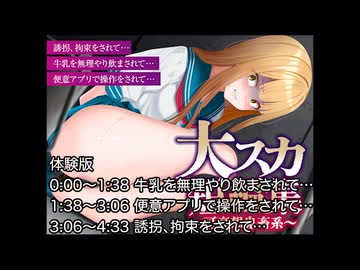 誘拐、拘束をされて…
牛乳を無理やり飲まされて…
便意アプリで操作をされて…
大スカ
体験版
0:00～1:38 牛乳を無理やり飲まされて…
1:38～3:06 便意アプリで操作をされて…
3:06～4:33 誘拐、拘束をされて…